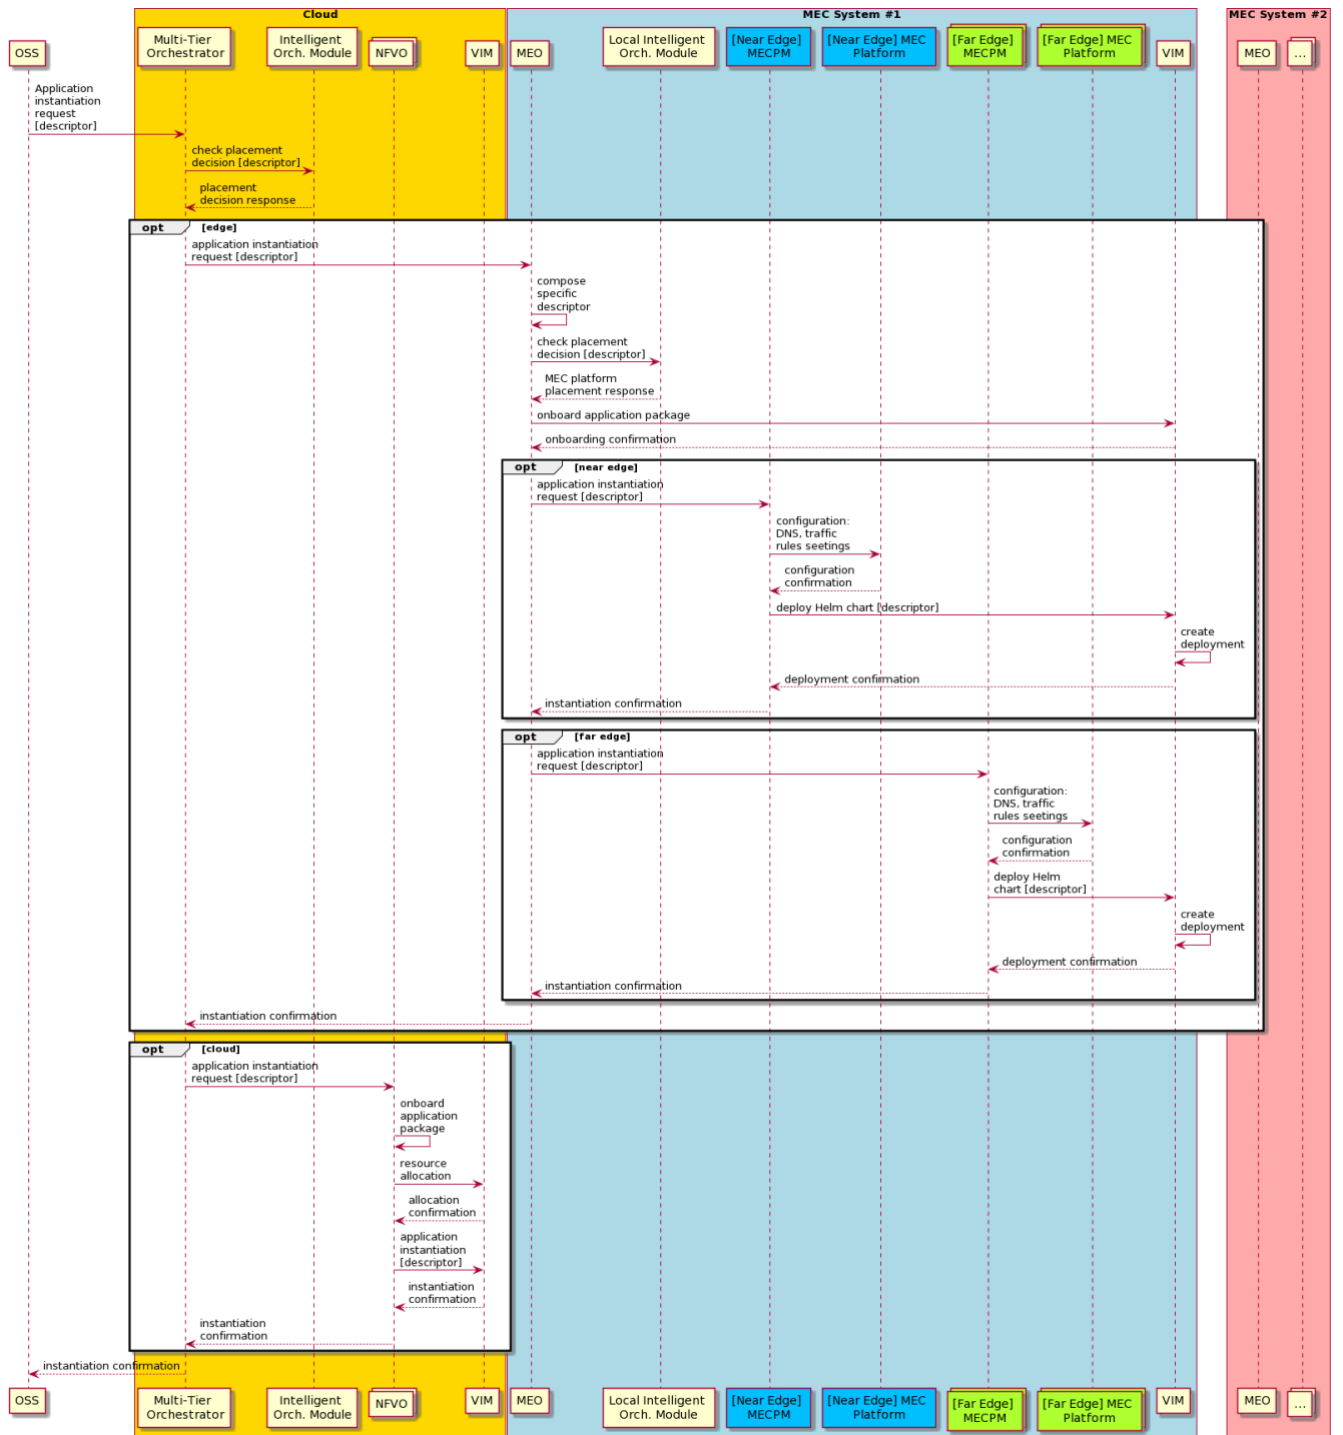 Cloud
MEC System #1
MEC System #2
OSS
Multi-Tier
Orchestrator
Intelligent
Orch. Module
NFVO
VIM
MEO
Local Intelligent
Orch. Module
[Near Edge]
MECPM
[Near Edge] MEC
Platform
[Far Edge]
MECPM
[Far Edge] MEC
Platform
VIM
MEO
...
Application
instantiation
request
[descriptor]
check placement
decision [descriptor]
placement
decision response
opt
[edge]
application instantiation
request [descriptor]
compose
specific
descriptor
check placement
decision [descriptor]
MEC platform
placement response
onboard application package
onboarding confirmation
opt
[near edge]
application instantiation
request [descriptor]
configuration:
DNS, traffic
rules seetings
configuration
confirmation
deploy Helm chart [descriptor]
create
deployment
deployment confirmation
instantiation confirmation
opt
[far edge]
application instantiation
request [descriptor]
configuration:
DNS, traffic
rules seetings
configuration
confirmation
deploy Helm
chart [descriptor]
create
deployment
deployment confirmation
instantiation confirmation
instantiation confirmation
opt
[cloud]
application instantiation
request [descriptor]
onboard
application
package
resource
allocation
allocation
confirmation
application
instantiation
[descriptor]
instantiation
confirmation
instantiation
confirmation
instantiation confirmation
OSS
Multi-Tier
Orchestrator
Intelligent
Orch. Module
NFVO
VIM
MEO
Local Intelligent
Orch. Module
[Near Edge]
MECPM
[Near Edge] MEC
Platform
[Far Edge]
MECPM
[Far Edge] MEC
Platform
VIM
MEO
...